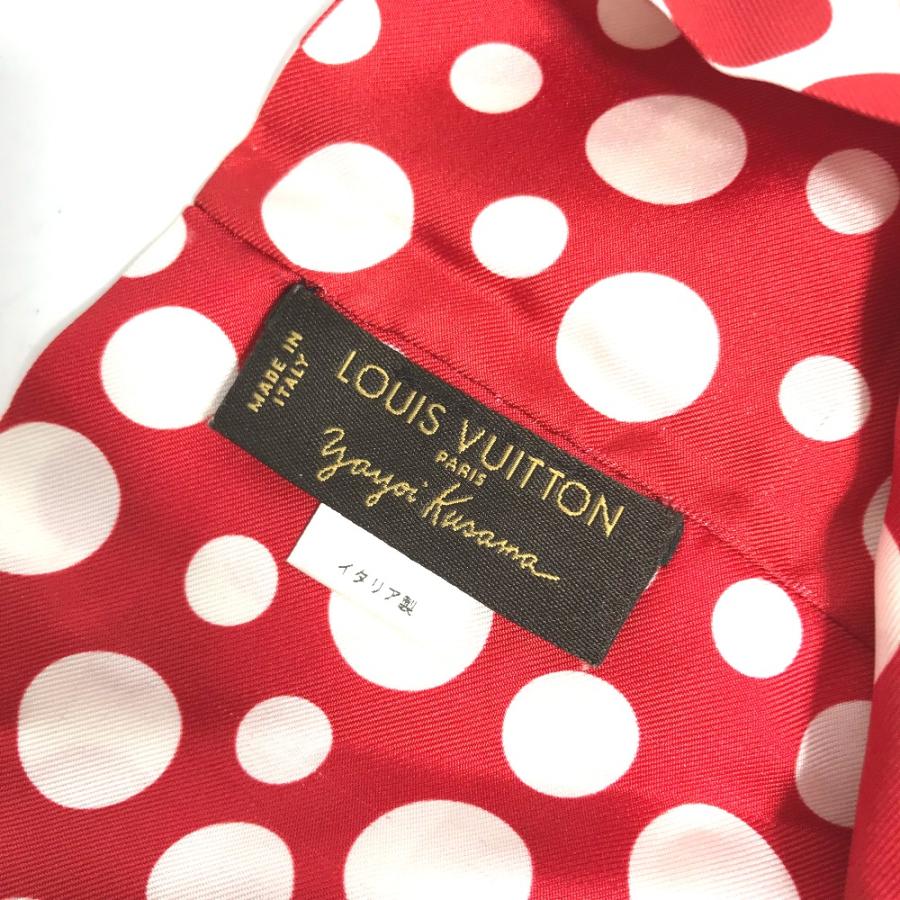 MADE IN
ITALY
LOUIS VUITTON
PARIS
Yayoi Kusama
イタリア製